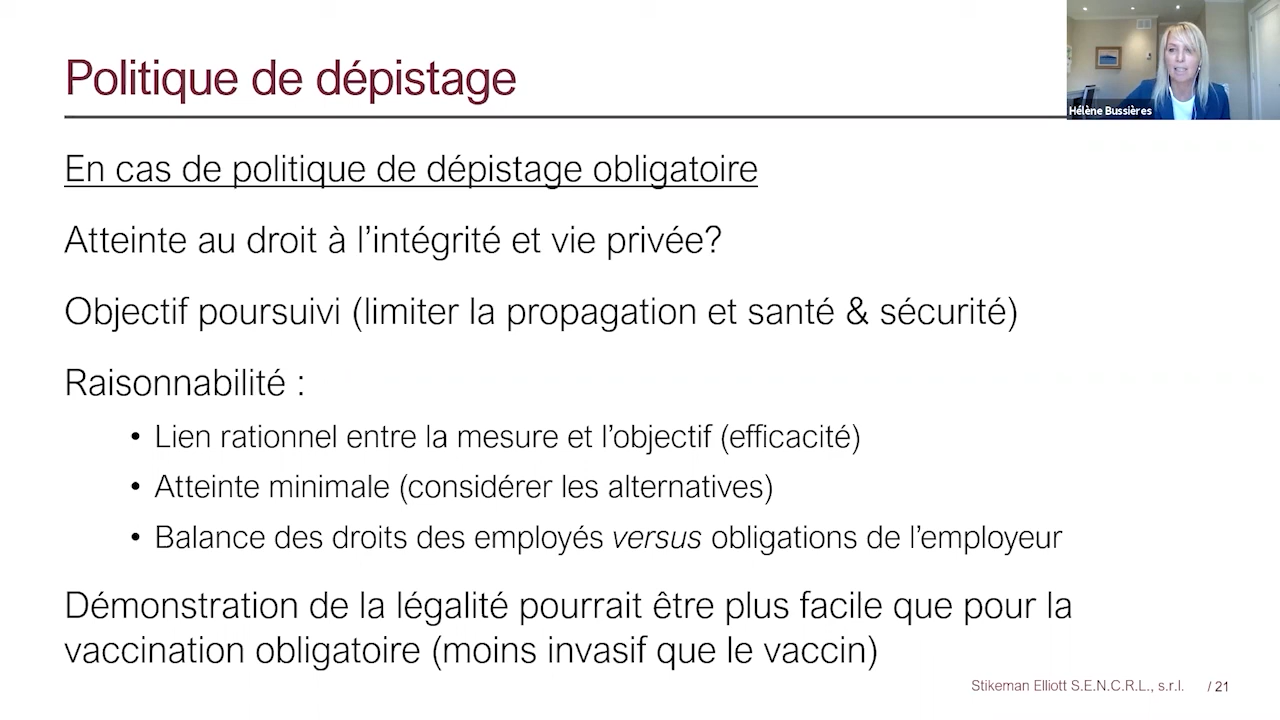 Politique de dépistage
Hélène Bussières
En cas de politique de dépistage obligatoire
Atteinte au droit à l’intégrité et vie privée?
Objectif poursuivi (limiter la propagation et santé & sécurité)
Raisonnabilité :
• Lien rationnel entre la mesure et l’objectif (efficacité)
• Atteinte minimale (considérer les alternatives)
• Balance des droits des employés versus obligations de l’employeur
Démonstration de la légalité pourrait être plus facile que pour la
vaccination obligatoire (moins invasif que le vaccin)
Stikeman Elliott S.E.N.C.R.L., s.r.l. / 21